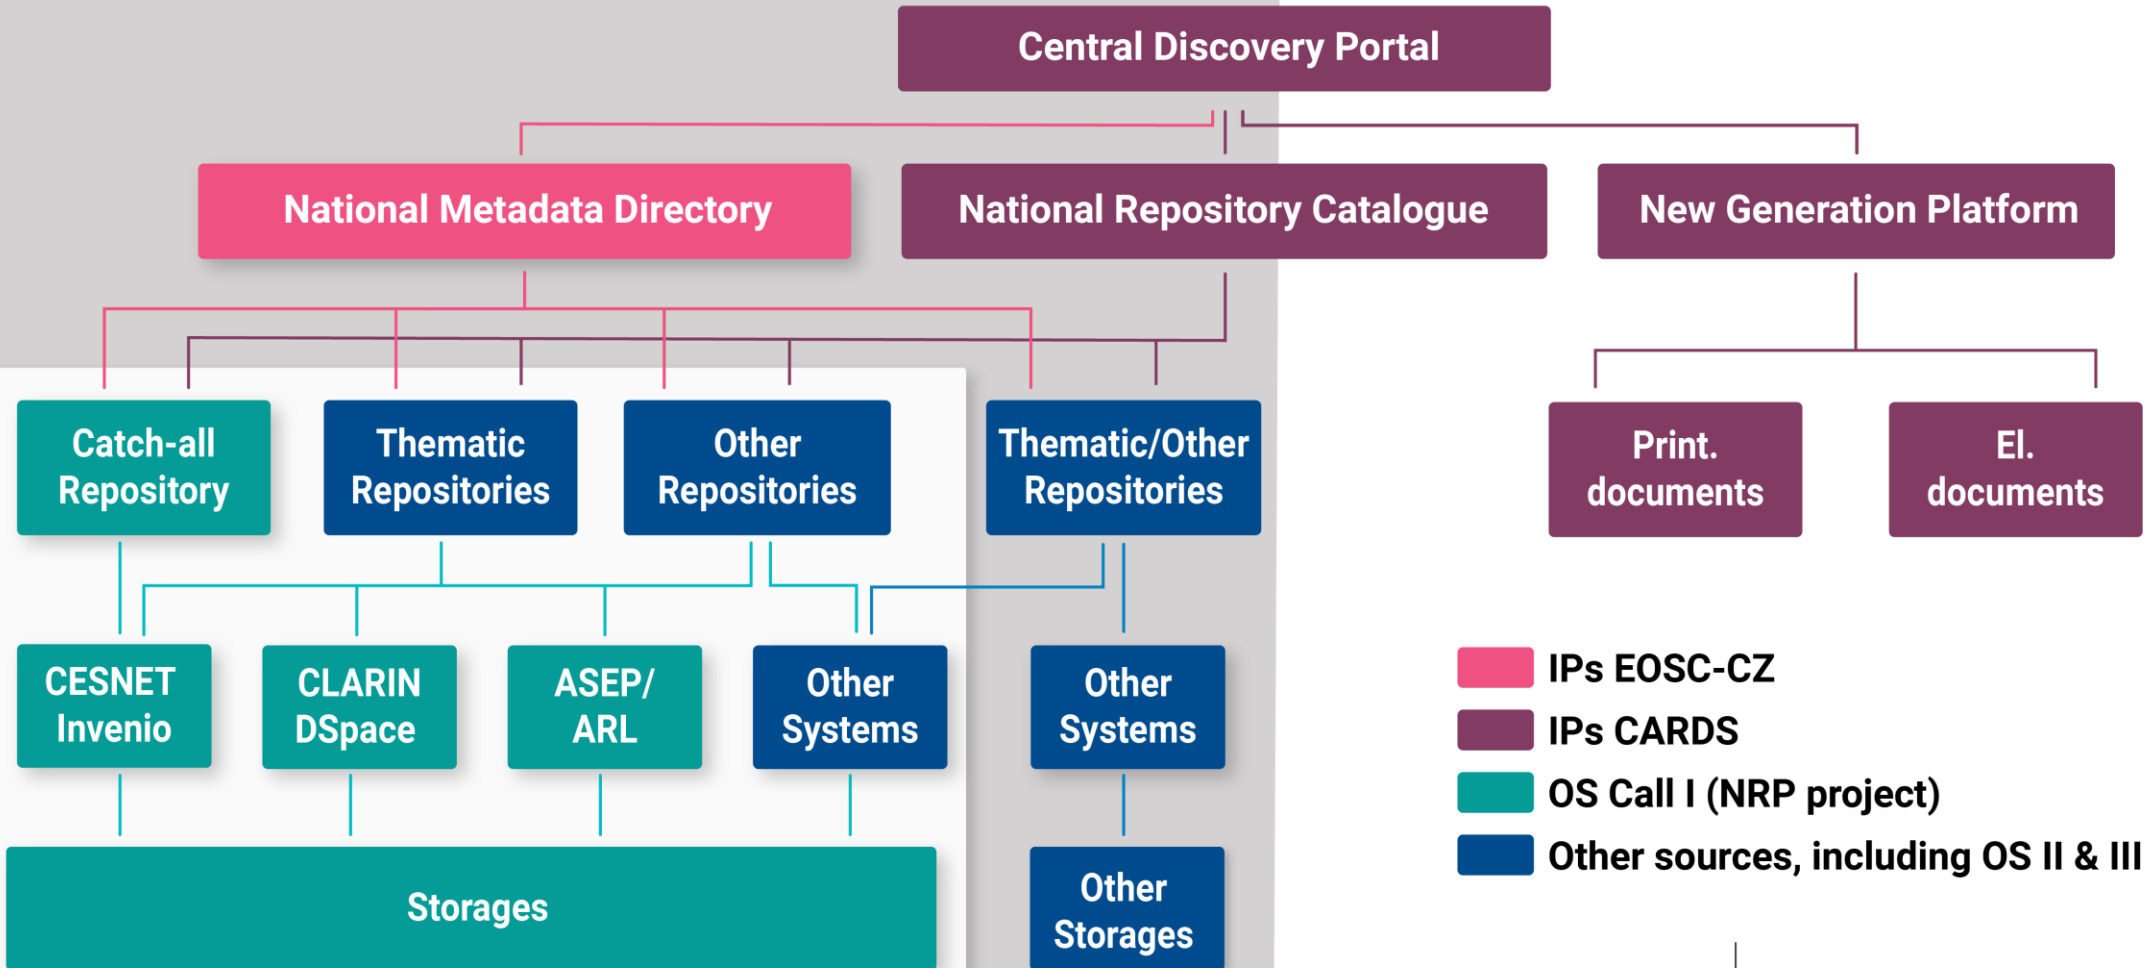 Central Discovery Portal
National Metadata Directory
National Repository Catalogue
New Generation Platform
Catch-all
Repository
Thematic
Repositories
Other
Repositories
Thematic/Other
Repositories
Print.
documents
El.
documents
CESNET
Invenio
CLARIN
DSpace
ASEP/
ARL
Other
Systems
Other
Systems
IPs EOSC-CZ
IPs CARDS
OS Call I (NRP project)
Other sources, including OS II & III
Storages
Other
Storages